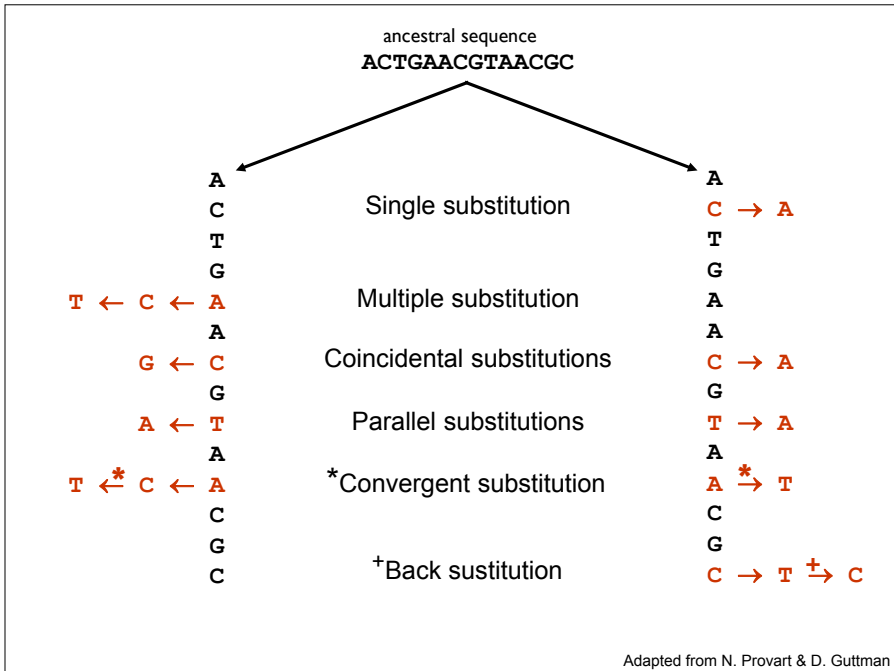 ancestral sequence
ACTGAACGTAACGC
A A
C Single substitution C → A
T T
G G
T ← C ← A Multiple substitution A
A A
G ← C Coincidental substitutions C → A
G G
A ← T Parallel substitutions T → A
A A
T ←* C ← A *Convergent substitution A →* T
C C
G G
C +Back sustitution C → T →+ C
Adapted from N. Provart & D. Guttman